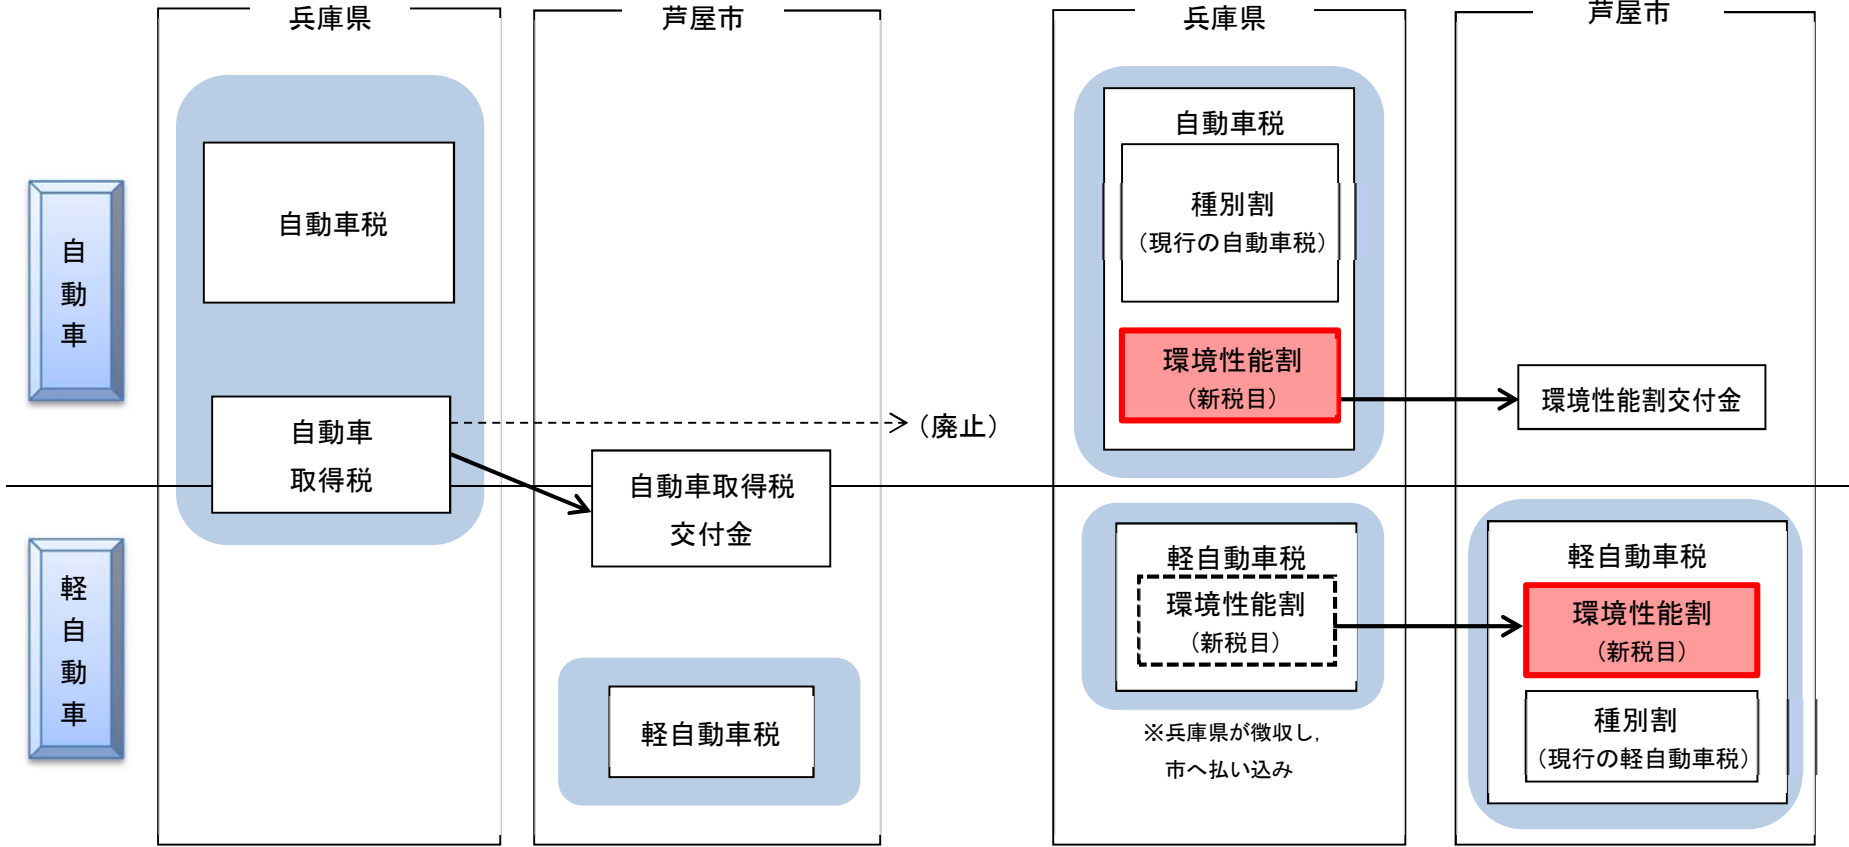 兵庫県
芦屋市
兵庫県
芦屋市
自動車
自動車税
自動車
取得税
(廃止)
自動車取得税
交付金
自動車税
種別割
(現行の自動車税)
環境性能割
(新税目)
環境性能割交付金
軽自動車
軽自動車税
軽自動車税
環境性能割
(新税目)
※兵庫県が徴収し,
市へ払い込み
軽自動車税
環境性能割
(新税目)
種別割
(現行の軽自動車税)